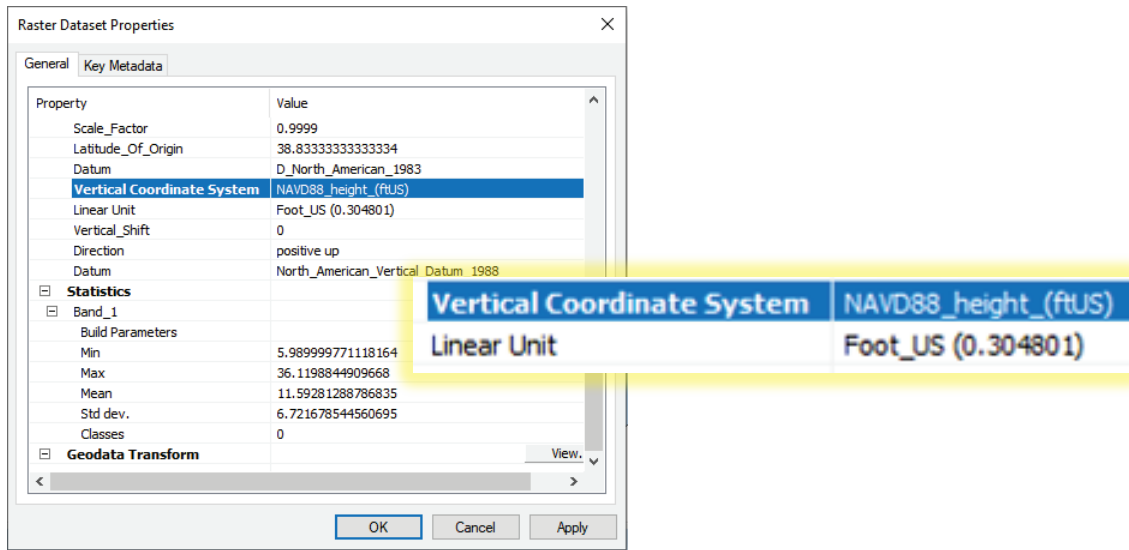 Raster Dataset Properties
General Key Metadata
Property Value
Scale_Factor 0.9999
Latitude_Of_Origin 38.83333333333334
Datum D_North_American_1983
Vertical Coordinate System NAVD88_height_(ftUS)
Linear Unit Foot_US (0.304801)
Vertical_Shift 0
Direction positive up
Datum North_American_Vertical_Datum_1988
Statistics
Band_1
Build Parameters
Min 5.989999771118164
Max 36.1198844909668
Mean 11.59281288786835
Std dev. 6.721678544560695
Classes 0
Geodata Transform View.
OK Cancel Apply
Vertical Coordinate System NAVD88_height_(ftUS)
Linear Unit Foot_US (0.304801)